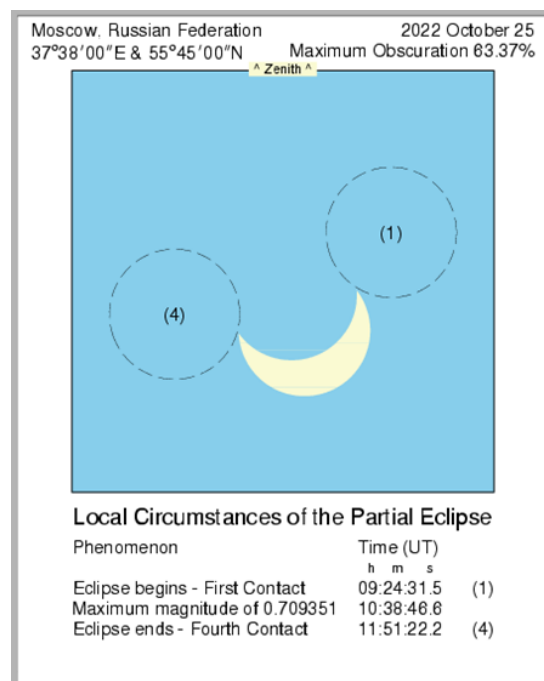 Moscow, Russian Federation 2022 October 25
37°38′00″E & 55°45′00″N Maximum Obscuration 63.37%
^ Zenith ^
(1)
(4)
Local Circumstances of the Partial Eclipse
Phenomenon Time (UT)
h m s
Eclipse begins - First Contact 09:24:31.5 (1)
Maximum magnitude of 0.709351 10:38:46.6
Eclipse ends - Fourth Contact 11:51:22.2 (4)